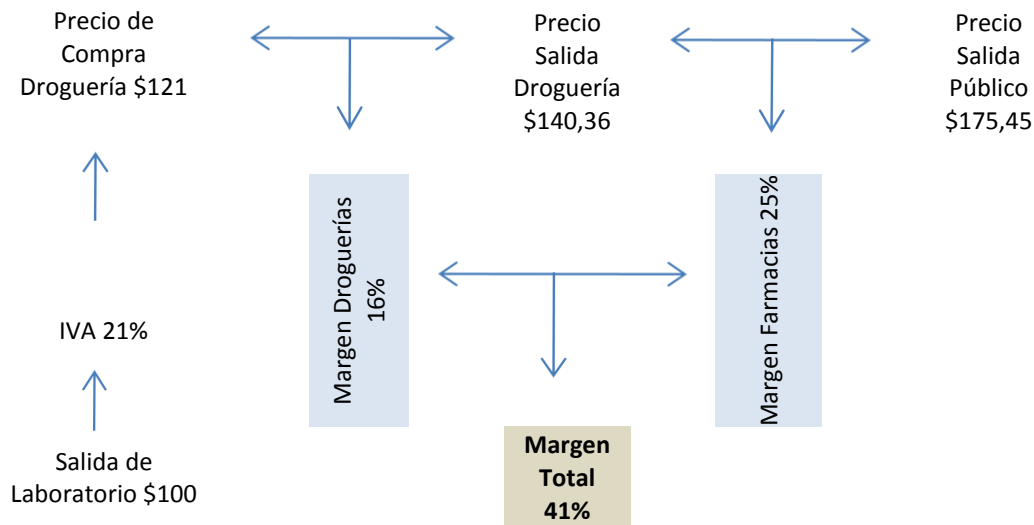 Precio de
Compra
Droguería $121
Precio
Salida
Droguería
$140,36
Precio
Salida
Público
$175,45
Margen Droguerías
16%
Margen Farmacias 25%
IVA 21%
Salida de
Laboratorio $100
Margen
Total
41%